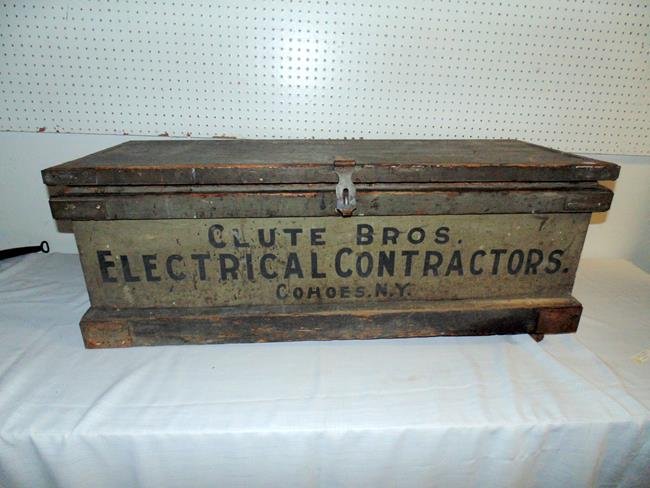 CLUTE BROS.
ELECTRICAL CONTRACTORS.
COHOES. N.Y.